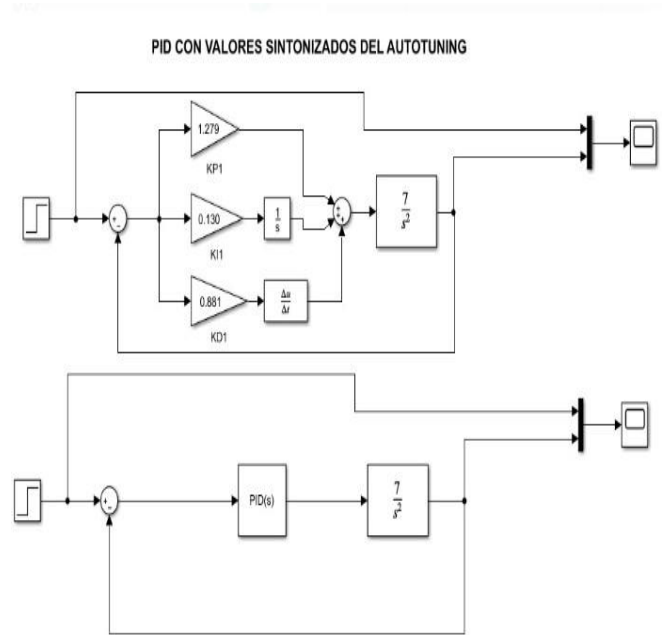 PID CON VALORES SINTONIZADOS DEL AUTOTUNING
1.279
KP1
0.130
KI1
1
s
7
s²
0.881
KD1
Δu
Δt
PID(s)
7
s²